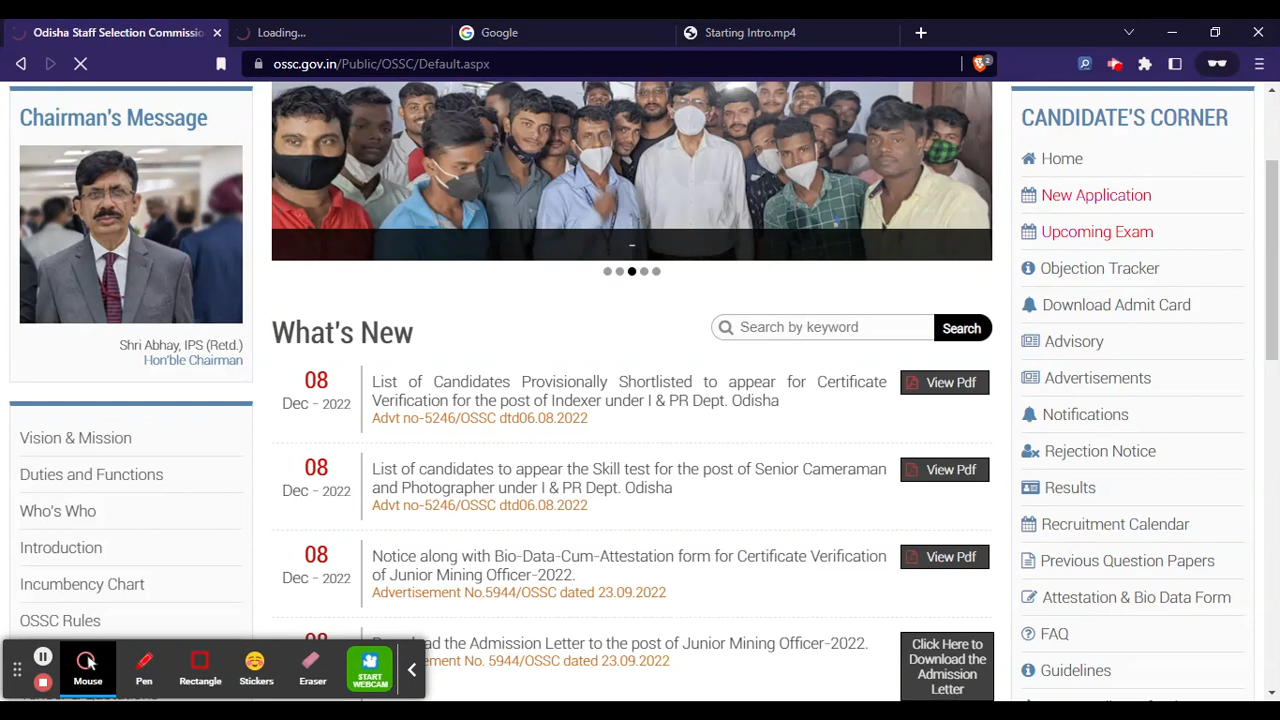 Odisha Staff Selection Commissio
Loading...
Google
Starting Intro.mp4
ossc.gov.in/Public/OSSC/Default.aspx
2
Chairman's Message
Shri Abhay, IPS (Retd.)
Hon'ble Chairman
Vision & Mission
Duties and Functions
Who's Who
Introduction
Incumbency Chart
OSSC Rules
-
What's New
Search by keyword
Search
08
Dec - 2022
List of Candidates Provisionally Shortlisted to appear for Certificate
Verification for the post of Indexer under I & PR Dept. Odisha
Advt no-5246/OSSC dtd06.08.2022
View Pdf
08
Dec - 2022
List of candidates to appear the Skill test for the post of Senior Cameraman
and Photographer under I & PR Dept. Odisha
Advt no-5246/OSSC dtd06.08.2022
View Pdf
08
Dec - 2022
Notice along with Bio-Data-Cum-Attestation form for Certificate Verification
of Junior Mining Officer-2022.
Advertisement No.5944/OSSC dated 23.09.2022
View Pdf
08
the Admission Letter to the post of Junior Mining Officer-2022.
No. 5944/OSSC dated 23.09.2022
Click Here to
Download the
Admission
Letter
CANDIDATE'S CORNER
Home
New Application
Upcoming Exam
Objection Tracker
Download Admit Card
Advisory
Advertisements
Notifications
Rejection Notice
Results
Recruitment Calendar
Previous Question Papers
Attestation & Bio Data Form
FAQ
Guidelines
Mouse
Pen
Rectangle
Stickers
Eraser
START
WEBCAM